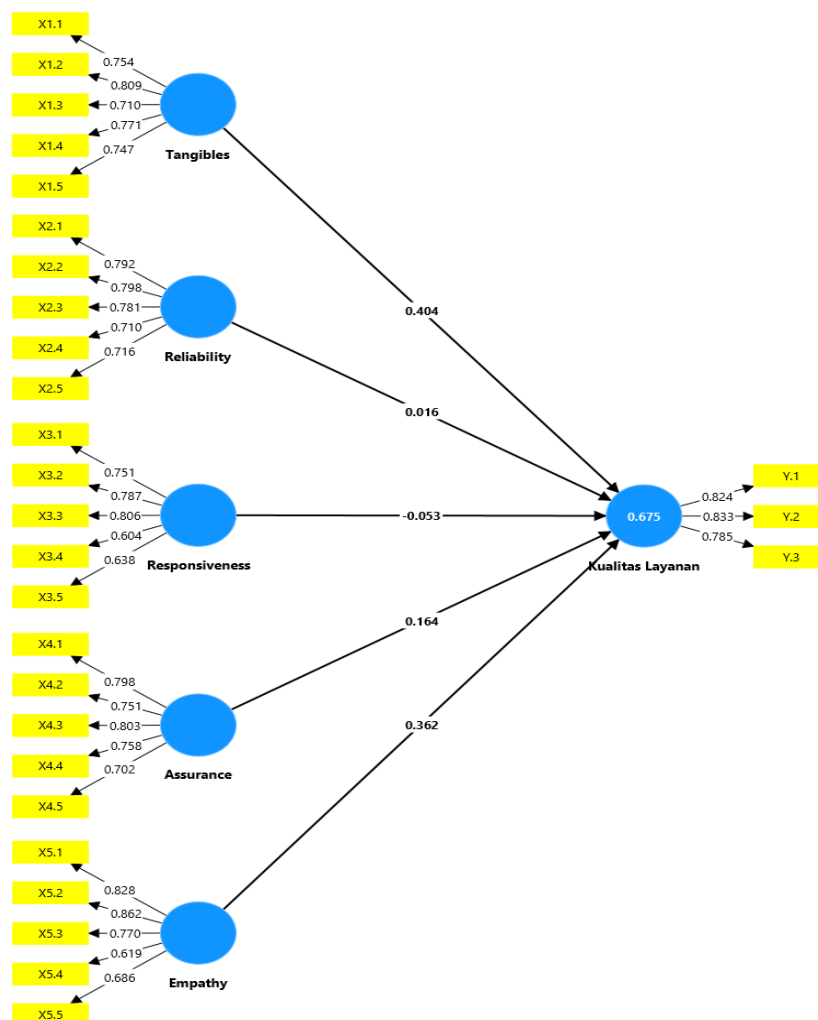 X1.1
0.754
X1.2
0.809
X1.3
0.710
0.771
X1.4
0.747
X1.5
Tangibles
X2.1
0.792
X2.2
0.798
X2.3
0.781
0.710
X2.4
0.716
X2.5
Reliability
X3.1
0.751
X3.2
0.787
X3.3
0.806
0.604
X3.4
0.638
X3.5
Responsiveness
X4.1
0.798
X4.2
0.751
X4.3
0.803
0.758
X4.4
0.702
X4.5
Assurance
X5.1
0.828
X5.2
0.862
X5.3
0.770
0.619
X5.4
0.686
X5.5
Empathy
0.404
0.016
-0.053
0.164
0.362
0.675
Kualitas Layanan
0.824
0.833
0.785
Y.1
Y.2
Y.3